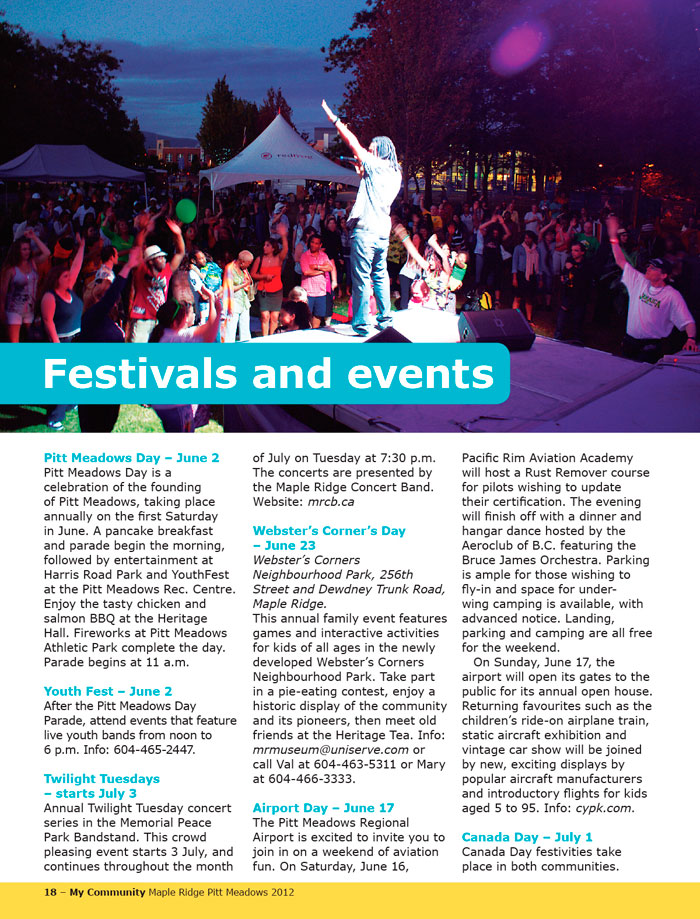 Festivals and events
Pitt Meadows Day – June 2
Pitt Meadows Day is a
celebration of the founding
of Pitt Meadows, taking place
annually on the first Saturday
in June. A pancake breakfast
and parade begin the morning,
followed by entertainment at
Harris Road Park and YouthFest
at the Pitt Meadows Rec. Centre.
Enjoy the tasty chicken and
salmon BBQ at the Heritage
Hall. Fireworks at Pitt Meadows
Athletic Park complete the day.
Parade begins at 11 a.m.
Youth Fest – June 2
After the Pitt Meadows Day
Parade, attend events that feature
live youth bands from noon to
6 p.m. Info: 604-465-2447.
Twilight Tuesdays
– starts July 3
Annual Twilight Tuesday concert
series in the Memorial Peace
Park Bandstand. This crowd
pleasing event starts 3 July, and
continues throughout the month
of July on Tuesday at 7:30 p.m.
The concerts are presented by
the Maple Ridge Concert Band.
Website: mrcb.ca
Webster's Corner's Day
– June 23
Webster's Corners
Neighbourhood Park, 256th
Street and Dewdney Trunk Road,
Maple Ridge.
This annual family event features
games and interactive activities
for kids of all ages in the newly
developed Webster's Corners
Neighbourhood Park. Take part
in a pie-eating contest, enjoy a
historic display of the community
and its pioneers, then meet old
friends at the Heritage Tea. Info:
mrmuseum@uniserve.com or
call Val at 604-463-5311 or Mary
at 604-466-3333.
Airport Day – June 17
The Pitt Meadows Regional
Airport is excited to invite you to
join in on a weekend of aviation
fun. On Saturday, June 16,
Pacific Rim Aviation Academy
will host a Rust Remover course
for pilots wishing to update
their certification. The evening
will finish off with a dinner and
hangar dance hosted by the
Aeroclub of B.C. featuring the
Bruce James Orchestra. Parking
is ample for those wishing to
fly-in and space for under-
wing camping is available, with
advanced notice. Landing,
parking and camping are all free
for the weekend.
On Sunday, June 17, the
airport will open its gates to the
public for its annual open house.
Returning favourites such as the
children's ride-on airplane train,
static aircraft exhibition and
vintage car show will be joined
by new, exciting displays by
popular aircraft manufacturers
and introductory flights for kids
aged 5 to 95. Info: cypk.com.
Canada Day – July 1
Canada Day festivities take
place in both communities.
18 – My Community Maple Ridge Pitt Meadows 2012